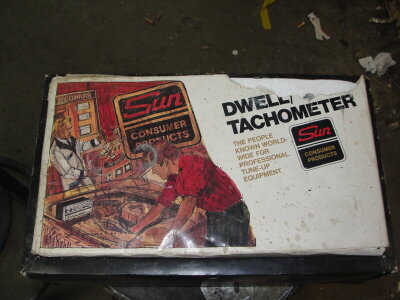 Sun
CONSUMER
PRODUCTS
DWELL/
TACHOMETER
THE PEOPLE
KNOWN WORLD-
WIDE FOR
PROFESSIONAL
TUNE-UP
EQUIPMENT
Sun
CONSUMER
PRODUCTS